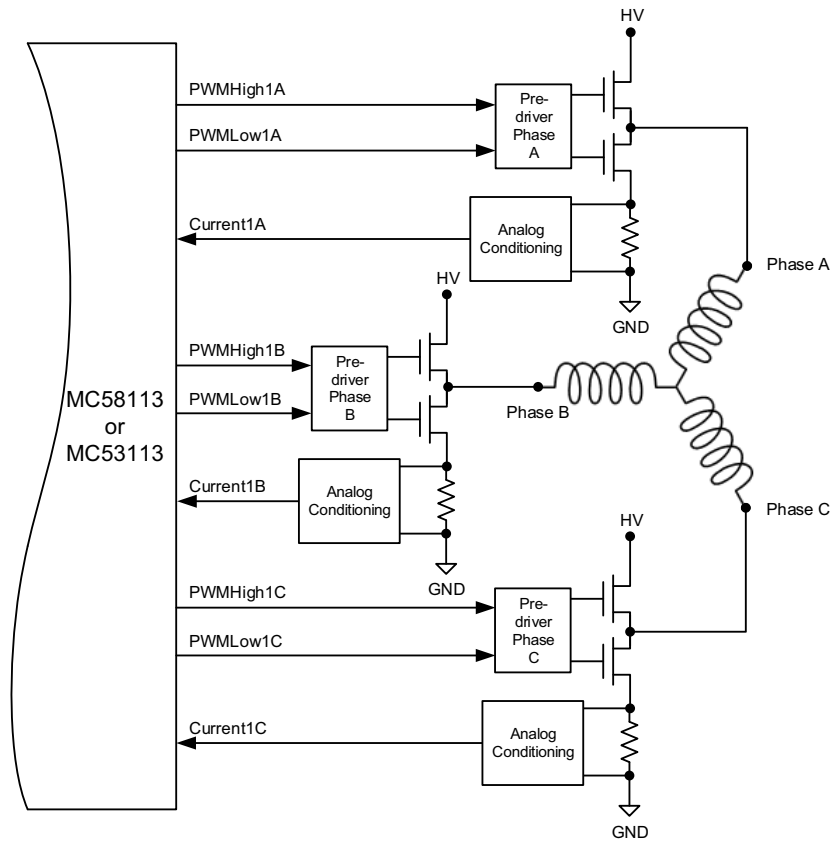 HV
PWMHigh1A
Pre-
driver
Phase
A
PWMLow1A
Current1A
Analog
Conditioning
Phase A
GND
HV
PWMHigh1B
Pre-
driver
Phase
B
PWMLow1B
Phase B
MC58113
or
MC53113
Current1B
Analog
Conditioning
Phase C
HV
GND
PWMHigh1C
Pre-
driver
Phase
C
PWMLow1C
Current1C
Analog
Conditioning
GND